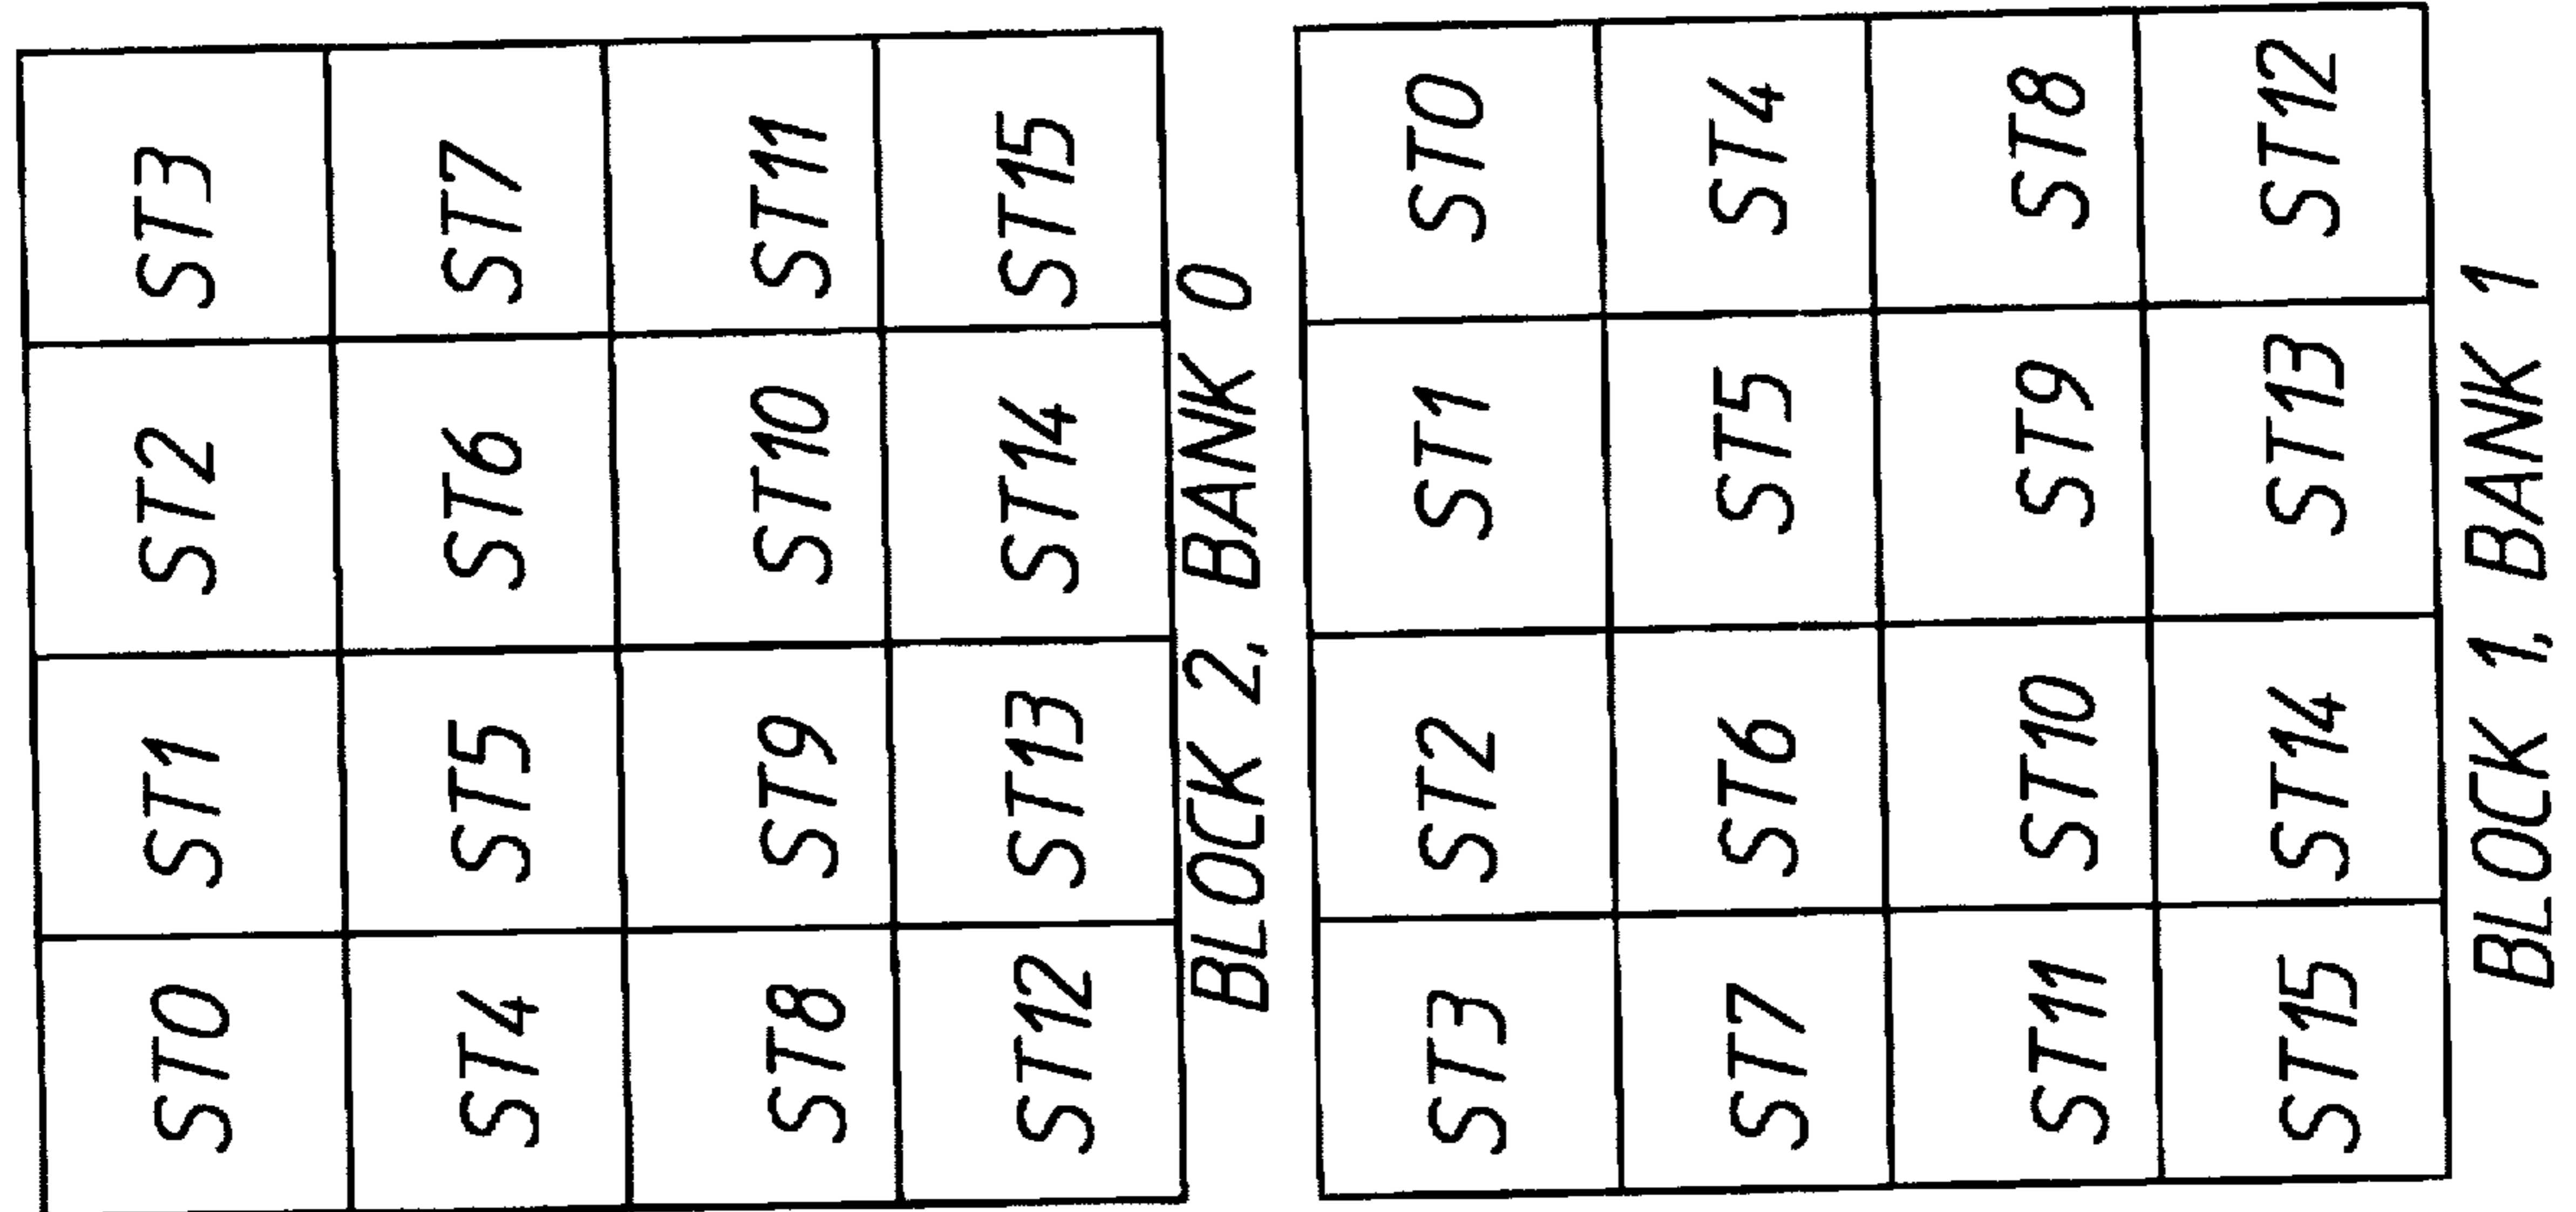 ST0 ST1 ST2 ST3
ST4 ST5 ST6 ST7
ST8 ST9 ST10 ST11
ST12 ST13 ST14 ST15
BLOCK 2, BANK 0
ST3 ST2 ST1 ST0
ST7 ST6 ST5 ST4
ST11 ST10 ST9 ST8
ST15 ST14 ST13 ST12
BLOCK 1, BANK 1